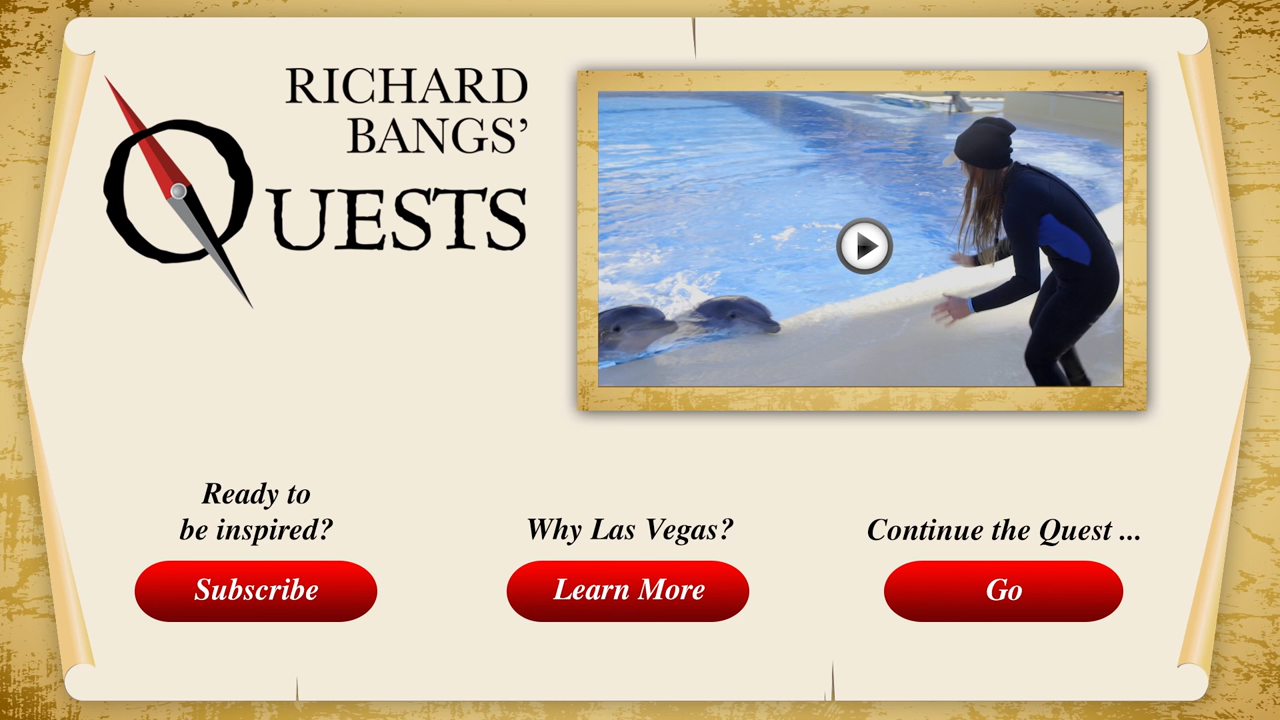 RICHARD
BANGS’
QUESTS
Ready to
be inspired?
Subscribe
Why Las Vegas?
Learn More
Continue the Quest ...
Go